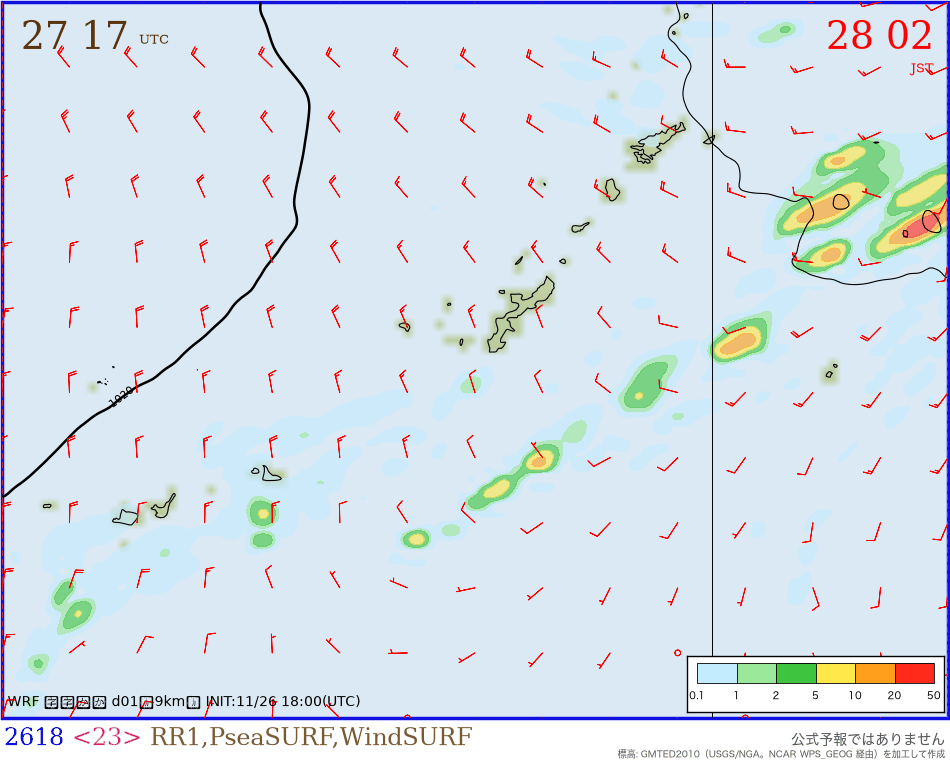 27 17 UTC
28 02
JST
1020
WRF d01 9km INIT:11/26 18:00(UTC)
0.1 1 2 5 10 20 50
2618 <23> RR1,PseaSURF,WindSURF
公式予報ではありません
標高: GMTED2010（USGS/NGA。NCAR WPS_GEOG 経由）を加工して作成